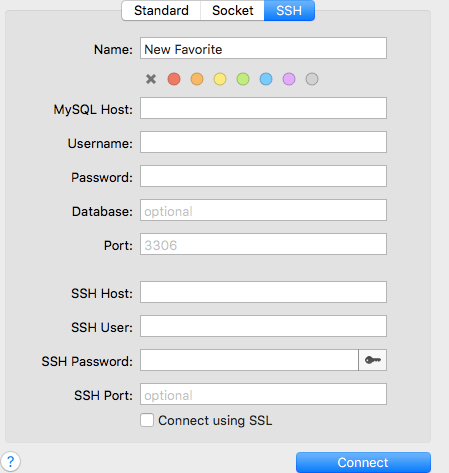 Standard Socket SSH
Name: New Favorite
MySQL Host:
Username:
Password:
Database: optional
Port: 3306
SSH Host:
SSH User:
SSH Password:
SSH Port: optional
Connect using SSL
? Connect